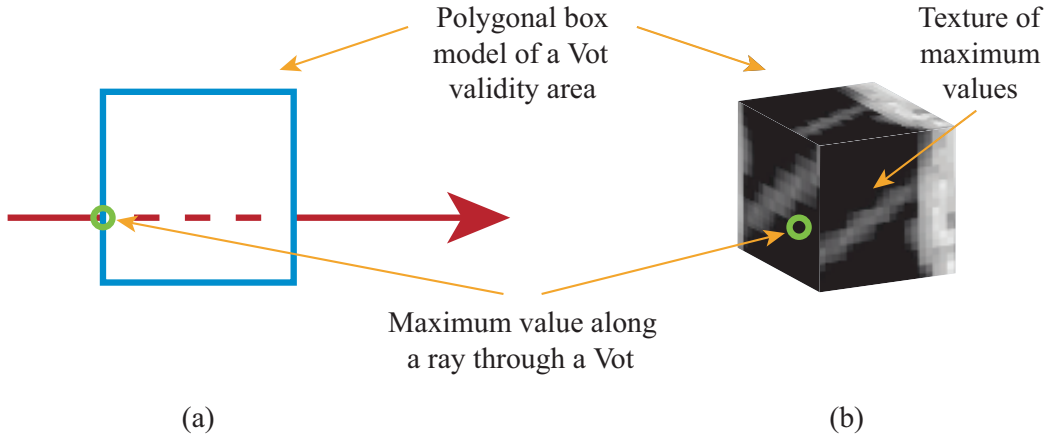 Polygonal box
model of a Vot
validity area
Texture of
maximum
values
Maximum value along
a ray through a Vot
(a)
(b)